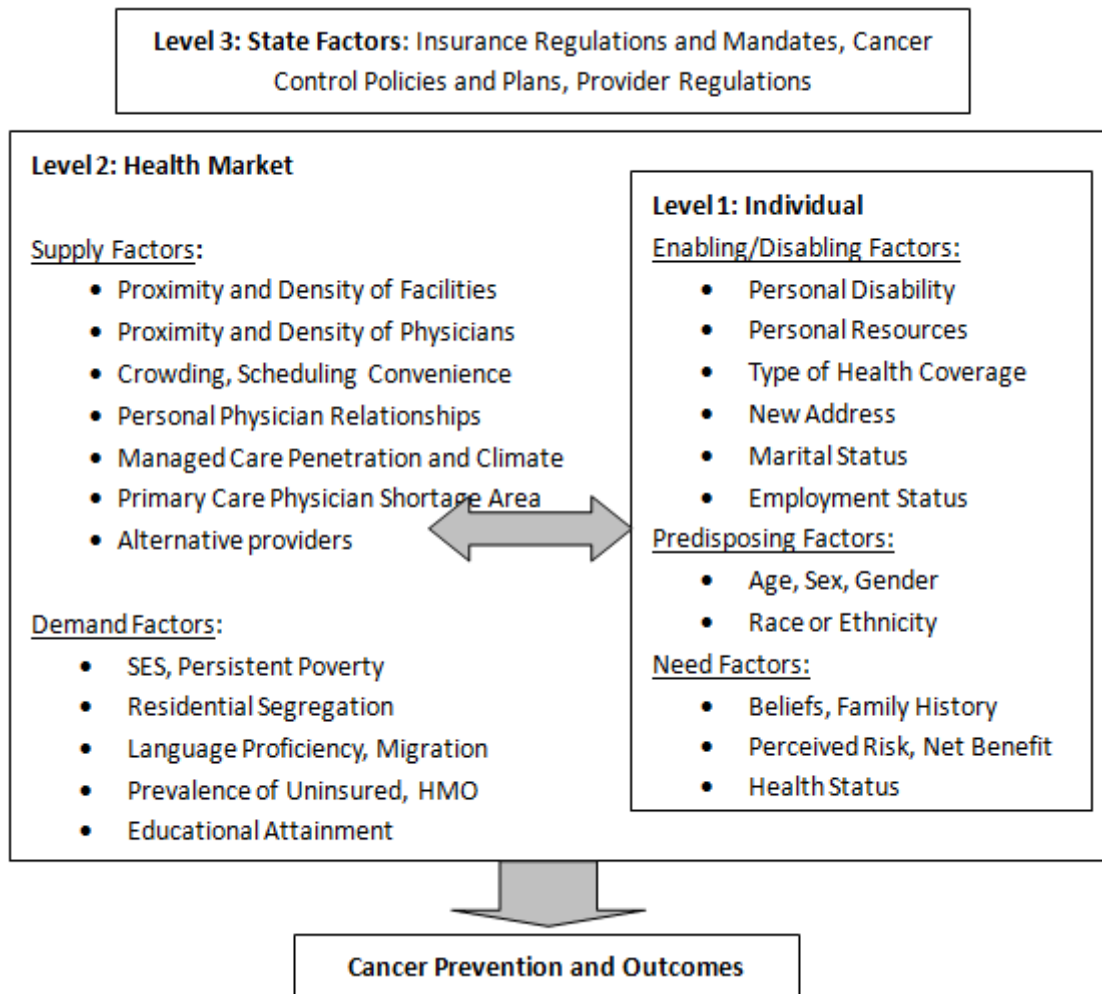 Level 3: State Factors: Insurance Regulations and Mandates, Cancer
Control Policies and Plans, Provider Regulations
Level 2: Health Market
Supply Factors:
• Proximity and Density of Facilities
• Proximity and Density of Physicians
• Crowding, Scheduling Convenience
• Personal Physician Relationships
• Managed Care Penetration and Climate
• Primary Care Physician Shortage Area
• Alternative providers
Demand Factors:
• SES, Persistent Poverty
• Residential Segregation
• Language Proficiency, Migration
• Prevalence of Uninsured, HMO
• Educational Attainment
Level 1: Individual
Enabling/Disabling Factors:
• Personal Disability
• Personal Resources
• Type of Health Coverage
• New Address
• Marital Status
• Employment Status
Predisposing Factors:
• Age, Sex, Gender
• Race or Ethnicity
Need Factors:
• Beliefs, Family History
• Perceived Risk, Net Benefit
• Health Status
Cancer Prevention and Outcomes